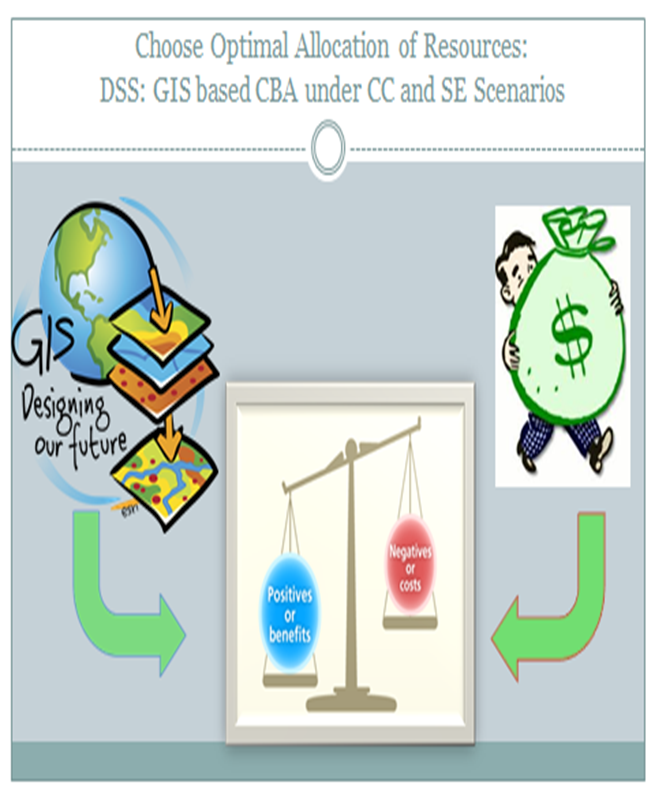 Choose Optimal Allocation of Resources:
DSS: GIS based CBA under CC and SE Scenarios
GIS
Designing
our future
esri
$
Positives
or
benefits
Negatives
or
costs